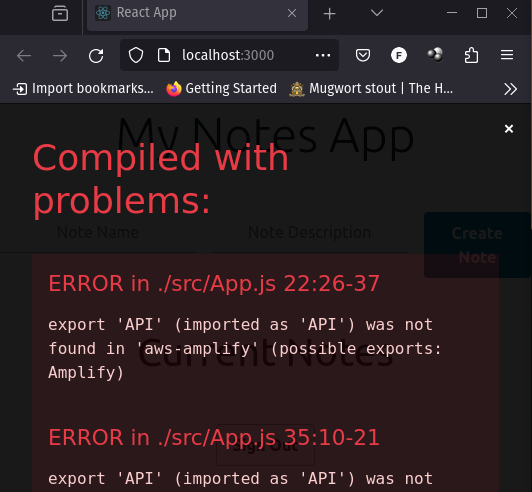 React App
localhost:3000
Import bookmarks...
Getting Started
Mugwort stout | The H...
My Notes App
Compiled with
problems:
Note Name
Note Description
Create
Note
ERROR in ./src/App.js 22:26-37
export 'API' (imported as 'API') was not
found in 'aws-amplify' (possible exports:
Amplify)
Current Notes
ERROR in ./src/App.js 35:10-21
Sign Out
export 'API' (imported as 'API') was not